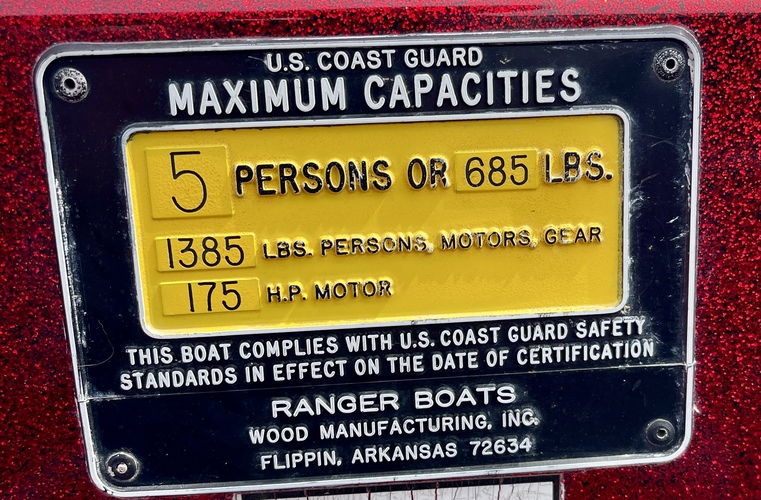 U.S. COAST GUARD
MAXIMUM CAPACITIES
5 PERSONS OR 685 LBS.
1385 LBS. PERSONS, MOTORS, GEAR
175 H.P. MOTOR
THIS BOAT COMPLIES WITH U.S. COAST GUARD SAFETY
STANDARDS IN EFFECT ON THE DATE OF CERTIFICATION
RANGER BOATS
WOOD MANUFACTURING, INC.
FLIPPIN, ARKANSAS 72634